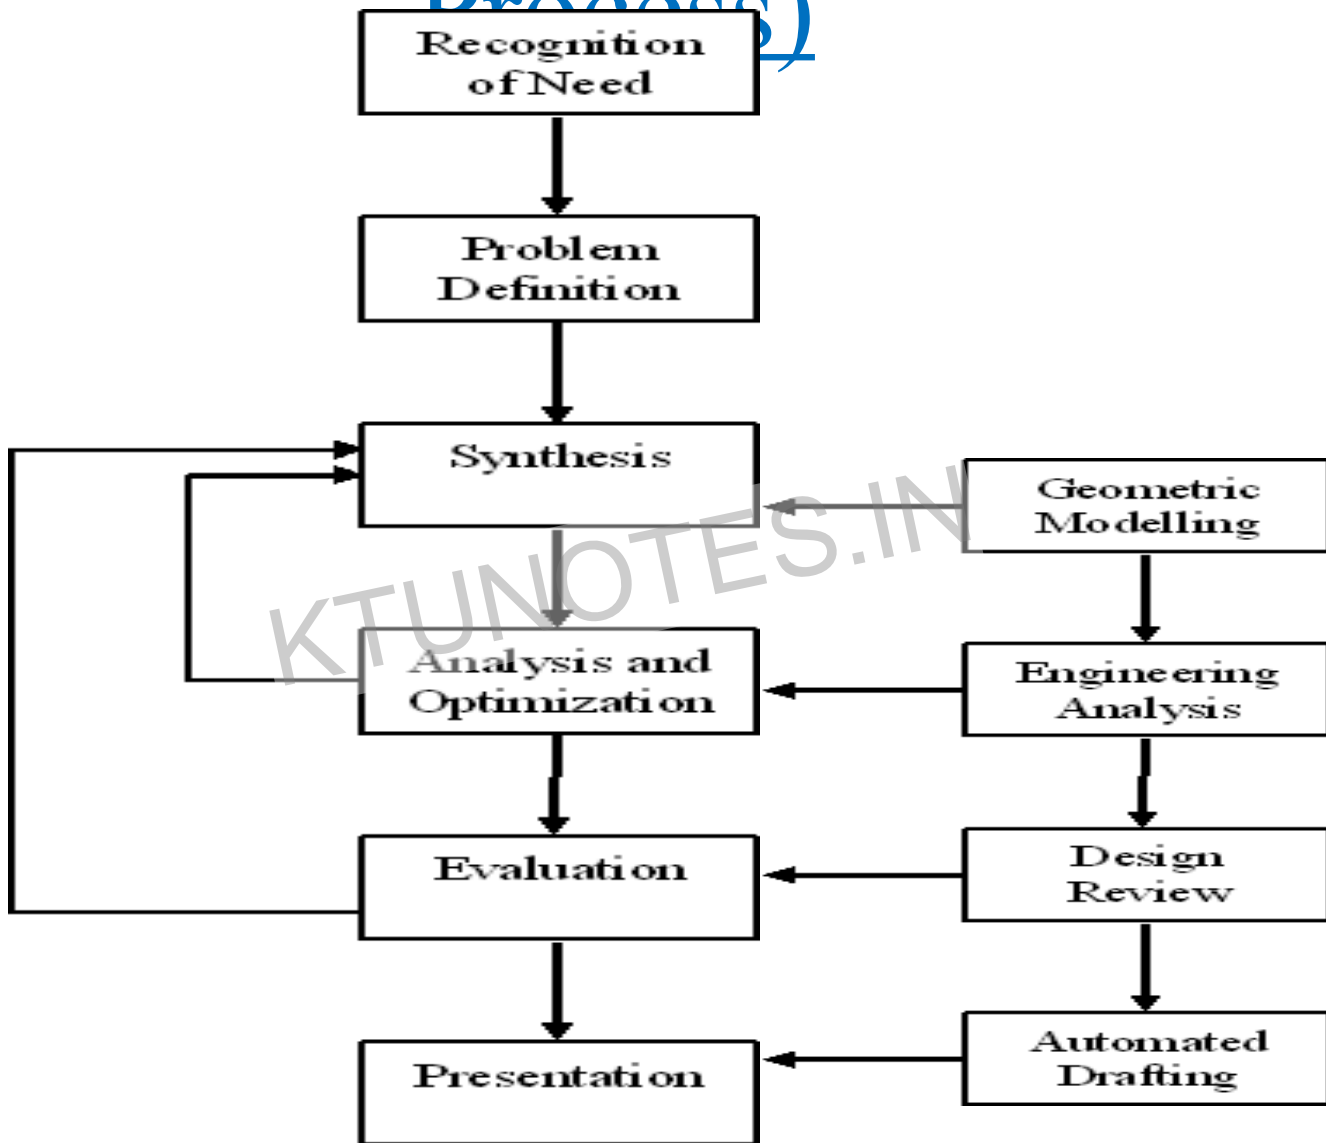 Process)
Recognition
of Need
Problem
Definition
Synthesis
Geometric
Modelling
KTUNOTES.IN
Analysis and
Optimization
Engineering
Analysis
Evaluation
Design
Review
Presentation
Automated
Drafting